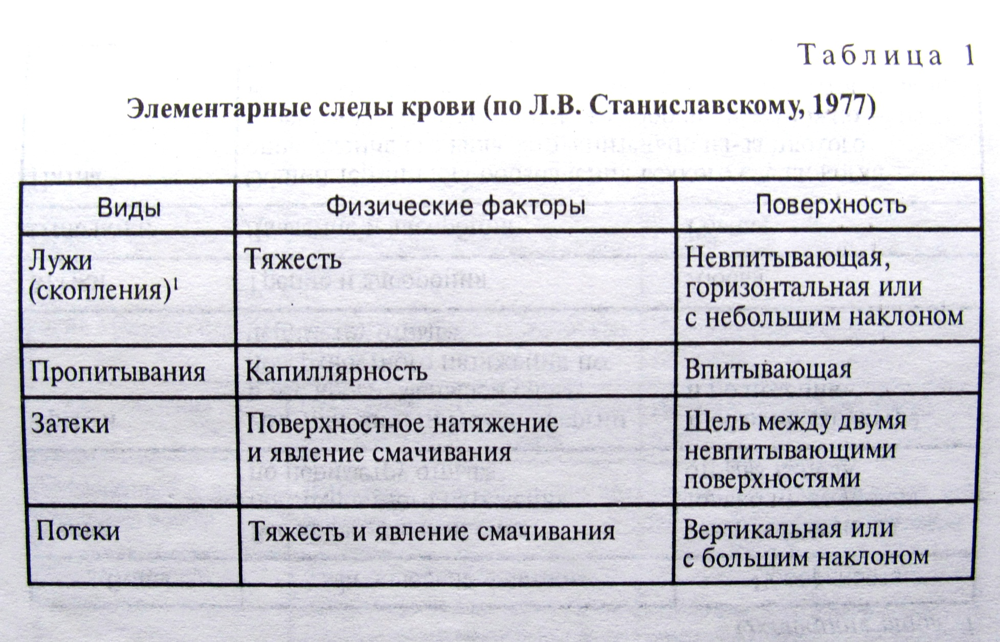 Таблица 1
Элементарные следы крови (по Л.В. Станиславскому, 1977)
Виды
Физические факторы
Поверхность
Лужи
(скопления)¹
Тяжесть
Невпитывающая,
горизонтальная или
с небольшим наклоном
Пропитывания
Капиллярность
Впитывающая
Затеки
Поверхностное натяжение
и явление смачивания
Щель между двумя
невпитывающими
поверхностями
Потеки
Тяжесть и явление смачивания
Вертикальная или
с большим наклоном